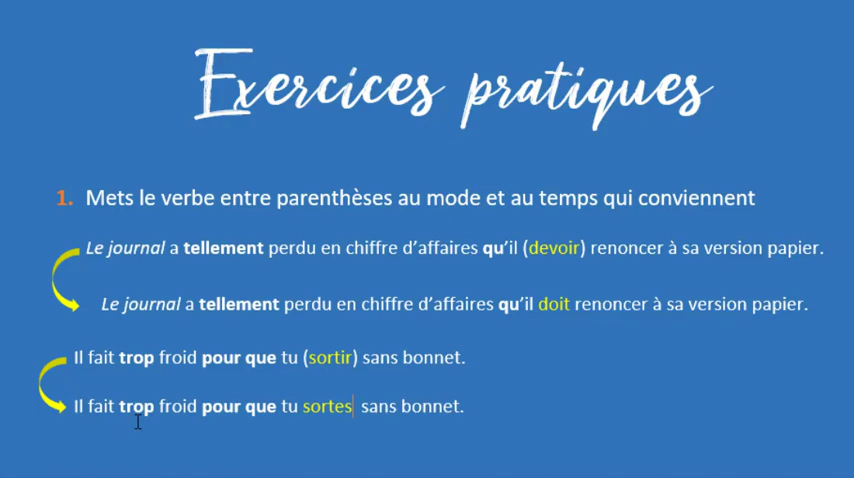 Exercices pratiques
1. Mets le verbe entre parenthèses au mode et au temps qui conviennent
Le journal a tellement perdu en chiffre d’affaires qu’il (devoir) renoncer à sa version papier.
Le journal a tellement perdu en chiffre d’affaires qu’il doit renoncer à sa version papier.
Il fait trop froid pour que tu (sortir) sans bonnet.
Il fait trop froid pour que tu sortes sans bonnet.